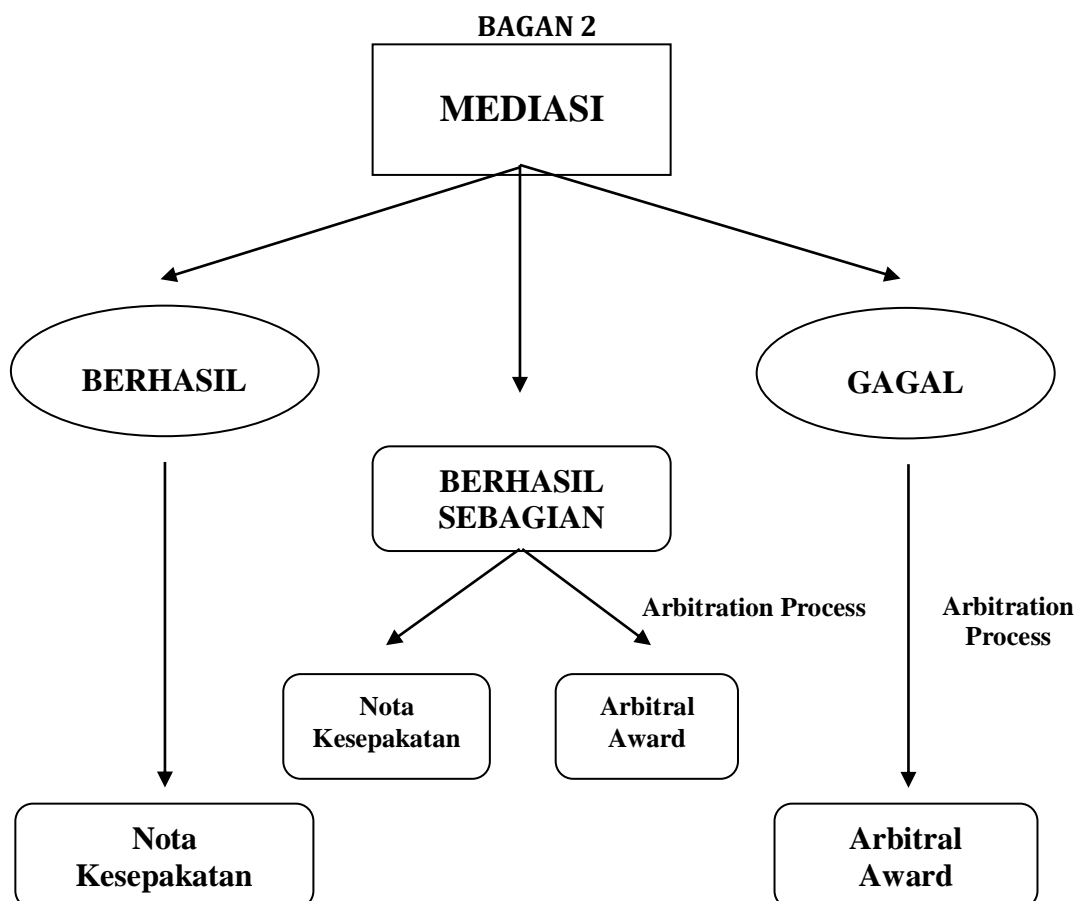 BAGAN 2
MEDIASI
BERHASIL
GAGAL
BERHASIL
SEBAGIAN
Arbitration Process
Arbitration
Process
Nota
Kesepakatan
Arbitral
Award
Nota
Kesepakatan
Arbitral
Award